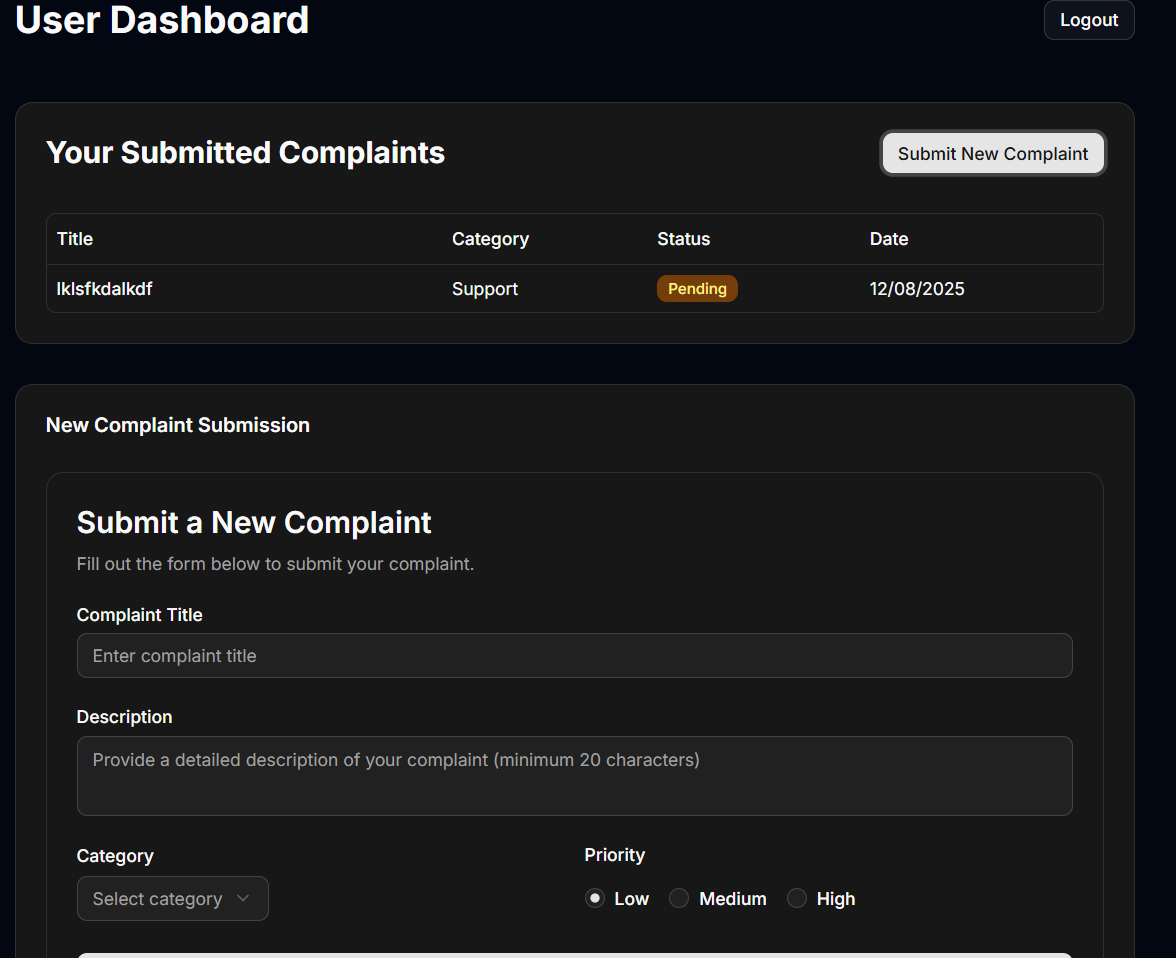 User Dashboard
Logout
Your Submitted Complaints
Submit New Complaint
Title Category Status Date
lklsfkdalkdf Support Pending 12/08/2025
New Complaint Submission
Submit a New Complaint
Fill out the form below to submit your complaint.
Complaint Title
Enter complaint title
Description
Provide a detailed description of your complaint (minimum 20 characters)
Category
Priority
Select category
Low Medium High